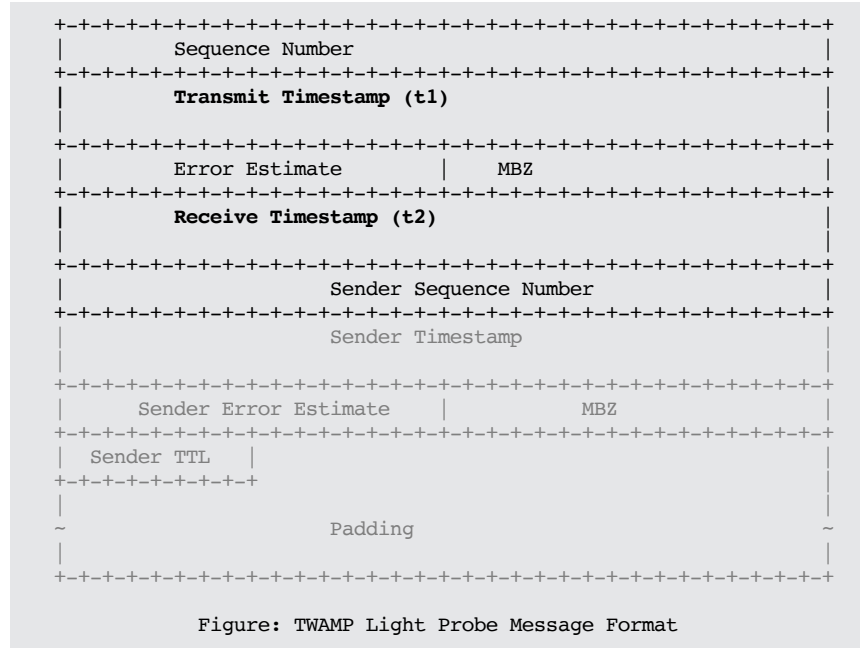 +-+-+-+-+-+-+-+-+-+-+-+-+-+-+-+-+-+-+-+-+-+-+-+-+-+-+-+-+-+-+-+-+
|         Sequence Number                                       |
+-+-+-+-+-+-+-+-+-+-+-+-+-+-+-+-+-+-+-+-+-+-+-+-+-+-+-+-+-+-+-+-+
|         Transmit Timestamp (t1)                               |
|                                                               |
+-+-+-+-+-+-+-+-+-+-+-+-+-+-+-+-+-+-+-+-+-+-+-+-+-+-+-+-+-+-+-+-+
|         Error Estimate        |    MBZ                        |
+-+-+-+-+-+-+-+-+-+-+-+-+-+-+-+-+-+-+-+-+-+-+-+-+-+-+-+-+-+-+-+-+
|         Receive Timestamp (t2)                                |
|                                                               |
+-+-+-+-+-+-+-+-+-+-+-+-+-+-+-+-+-+-+-+-+-+-+-+-+-+-+-+-+-+-+-+-+
|                      Sender Sequence Number                   |
+-+-+-+-+-+-+-+-+-+-+-+-+-+-+-+-+-+-+-+-+-+-+-+-+-+-+-+-+-+-+-+-+
|                      Sender Timestamp                         |
|                                                               |
+-+-+-+-+-+-+-+-+-+-+-+-+-+-+-+-+-+-+-+-+-+-+-+-+-+-+-+-+-+-+-+-+
|      Sender Error Estimate    |           MBZ                 |
+-+-+-+-+-+-+-+-+-+-+-+-+-+-+-+-+-+-+-+-+-+-+-+-+-+-+-+-+-+-+-+-+
|  Sender TTL   |                                               |
+-+-+-+-+-+-+-+-+                                               |
|                                                               |
~                      Padding                                  ~
|                                                               |
+-+-+-+-+-+-+-+-+-+-+-+-+-+-+-+-+-+-+-+-+-+-+-+-+-+-+-+-+-+-+-+-+
Figure: TWAMP Light Probe Message Format